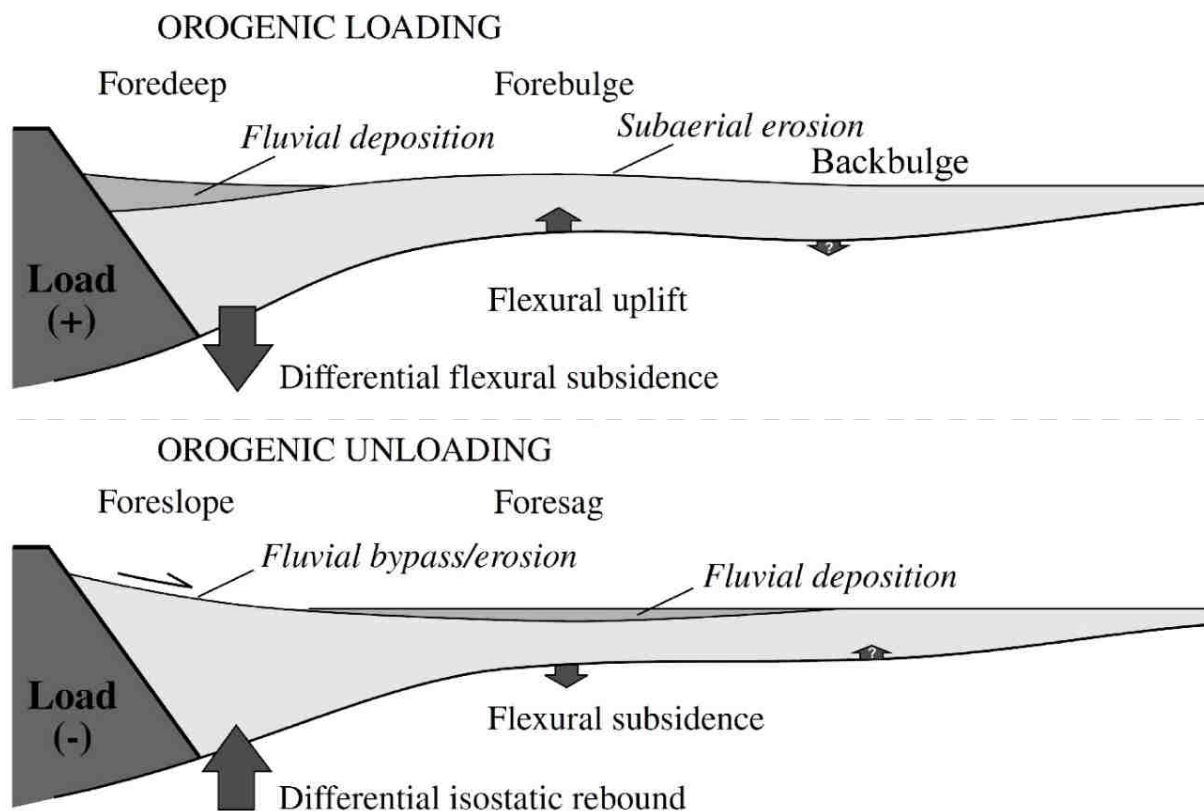 OROGENIC LOADING
Foredeep
Forebulge
Fluvial deposition
Subaerial erosion
Backbulge
Load
(+)
?
Flexural uplift
Differential flexural subsidence
OROGENIC UNLOADING
Foreslope
Foresag
Fluvial bypass/erosion
Fluvial deposition
Load
(-)
?
Flexural subsidence
Differential isostatic rebound